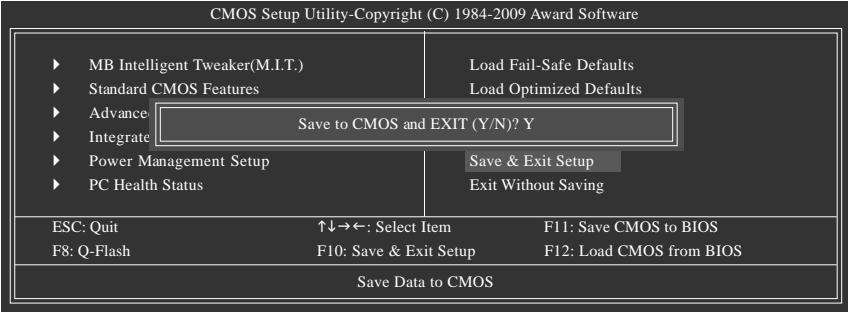 CMOS Setup Utility-Copyright (C) 1984-2009 Award Software
MB Intelligent Tweaker(M.I.T.)
Standard CMOS Features
Advance
Integrate
Power Management Setup
PC Health Status
Load Fail-Safe Defaults
Load Optimized Defaults
Save to CMOS and EXIT (Y/N)? Y
Save & Exit Setup
Exit Without Saving
ESC: Quit ↑↓→←: Select Item F11: Save CMOS to BIOS
F8: Q-Flash F10: Save & Exit Setup F12: Load CMOS from BIOS
Save Data to CMOS